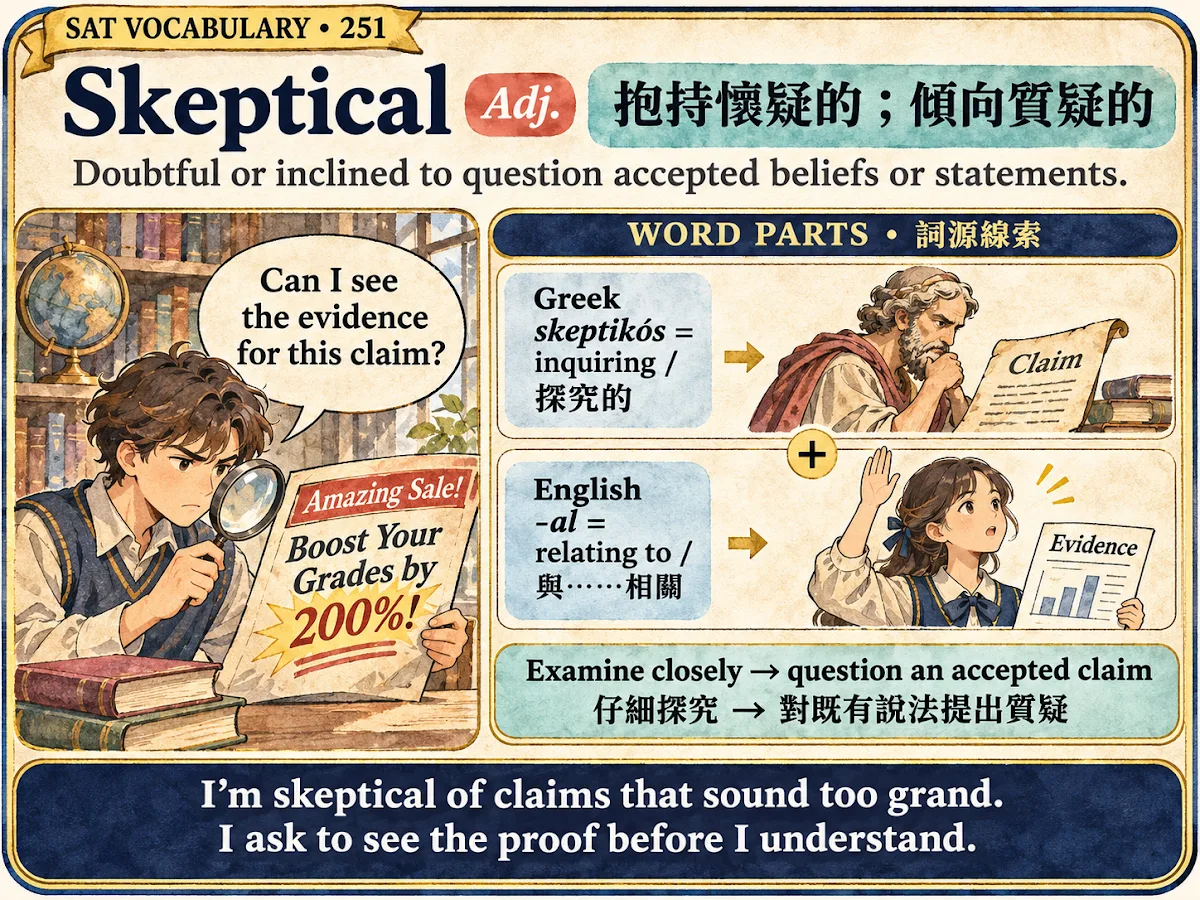 SAT VOCABULARY • 251
Skeptical
Adj.
抱持懷疑的；傾向質疑的
Doubtful or inclined to question accepted beliefs or statements.
Can I see
the evidence
for this claim?
Amazing Sale!
Boost Your
Grades by
200%!
WORD PARTS • 詞源線索
Greek
skeptikós =
inquiring /
探究的
Claim
+
English
-al =
relating to /
與……相關
Evidence
Examine closely → question an accepted claim
仔細探究 → 對既有說法提出質疑
I'm skeptical of claims that sound too grand.
I ask to see the proof before I understand.